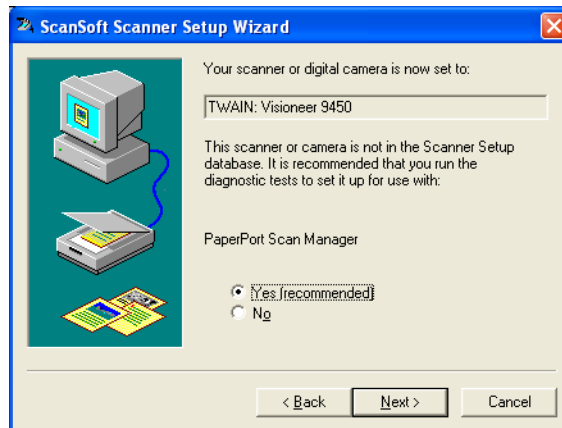 ScanSoft Scanner Setup Wizard
Your scanner or digital camera is now set to:
TWAIN: Visioneer 9450
This scanner or camera is not in the Scanner Setup
database. It is recommended that you run the
diagnostic tests to set it up for use with:
PaperPort Scan Manager
Yes (recommended)
No
< Back
Next >
Cancel